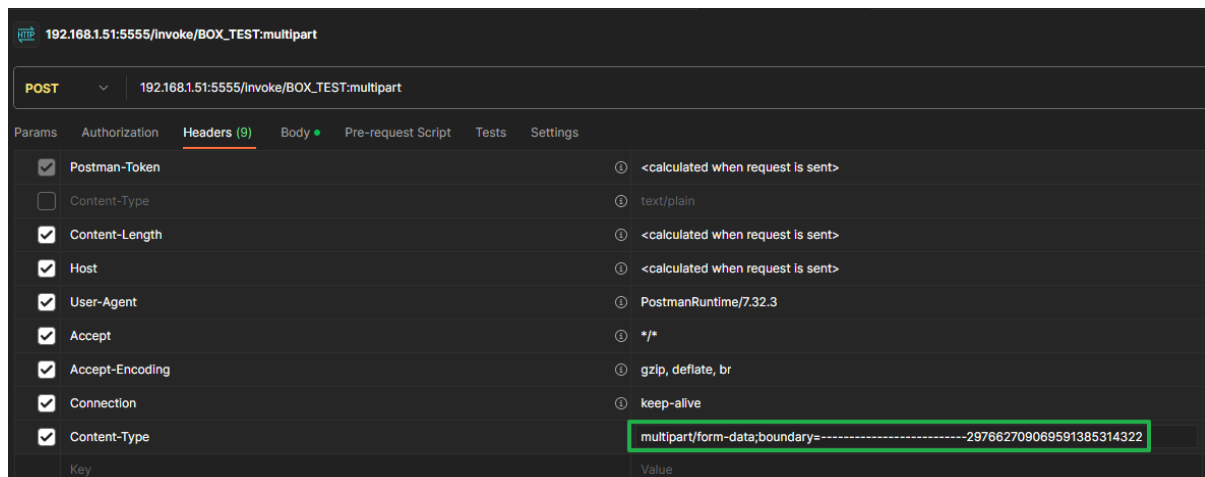 HTTP 192.168.1.51:5555/invoke/BOX_TEST:multipart
POST 192.168.1.51:5555/invoke/BOX_TEST:multipart
Params Authorization Headers (9) Body Pre-request Script Tests Settings
Postman-Token <calculated when request is sent>
Content-Type text/plain
Content-Length <calculated when request is sent>
Host <calculated when request is sent>
User-Agent PostmanRuntime/7.32.3
Accept */*
Accept-Encoding gzip, deflate, br
Connection keep-alive
Content-Type multipart/form-data;boundary=--------------------------297662709069591385314322
Key Value